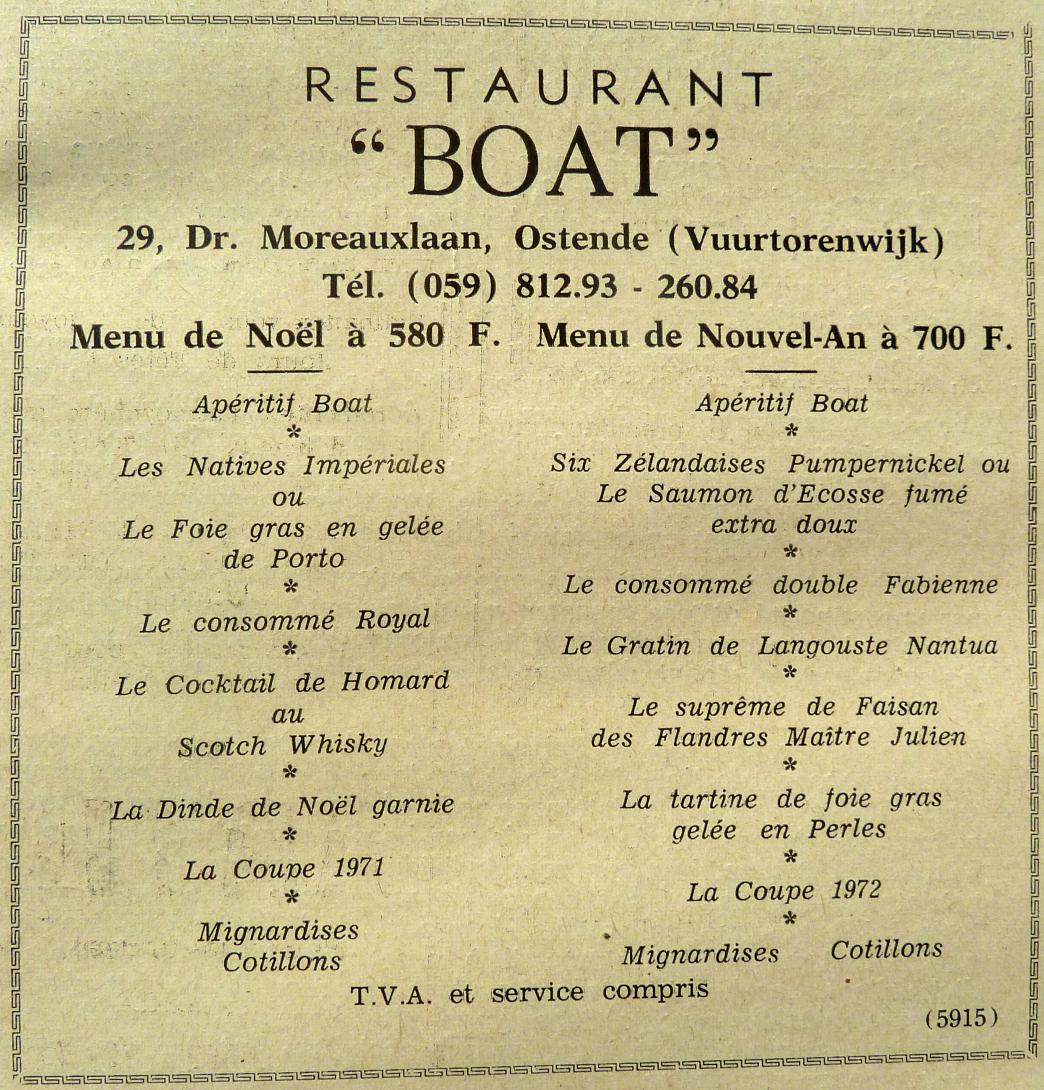 RESTAURANT
“BOAT”
29, Dr. Moreauxlaan, Ostende (Vuurtorenwijk)
Tél. (059) 812.93 - 260.84
Menu de Noël à 580 F.
Apéritif Boat
*
Les Natives Impériales
ou
Le Foie gras en gelée
de Porto
*
Le consommé Royal
*
Le Cocktail de Homard
au
Scotch Whisky
*
La Dinde de Noël garnie
*
La Coupe 1971
*
Mignardises
Cotillons
Menu de Nouvel-An à 700 F.
Apéritif Boat
*
Six Zélandaises Pumpernickel ou
Le Saumon d'Ecosse fumé
extra doux
*
Le consommé double Fabienne
*
Le Gratin de Langouste Nantua
*
Le suprême de Faisan
des Flandres Maître Julien
*
La tartine de foie gras
gelée en Perles
*
La Coupe 1972
*
Mignardises Cotillons
T.V.A. et service compris
(5915)